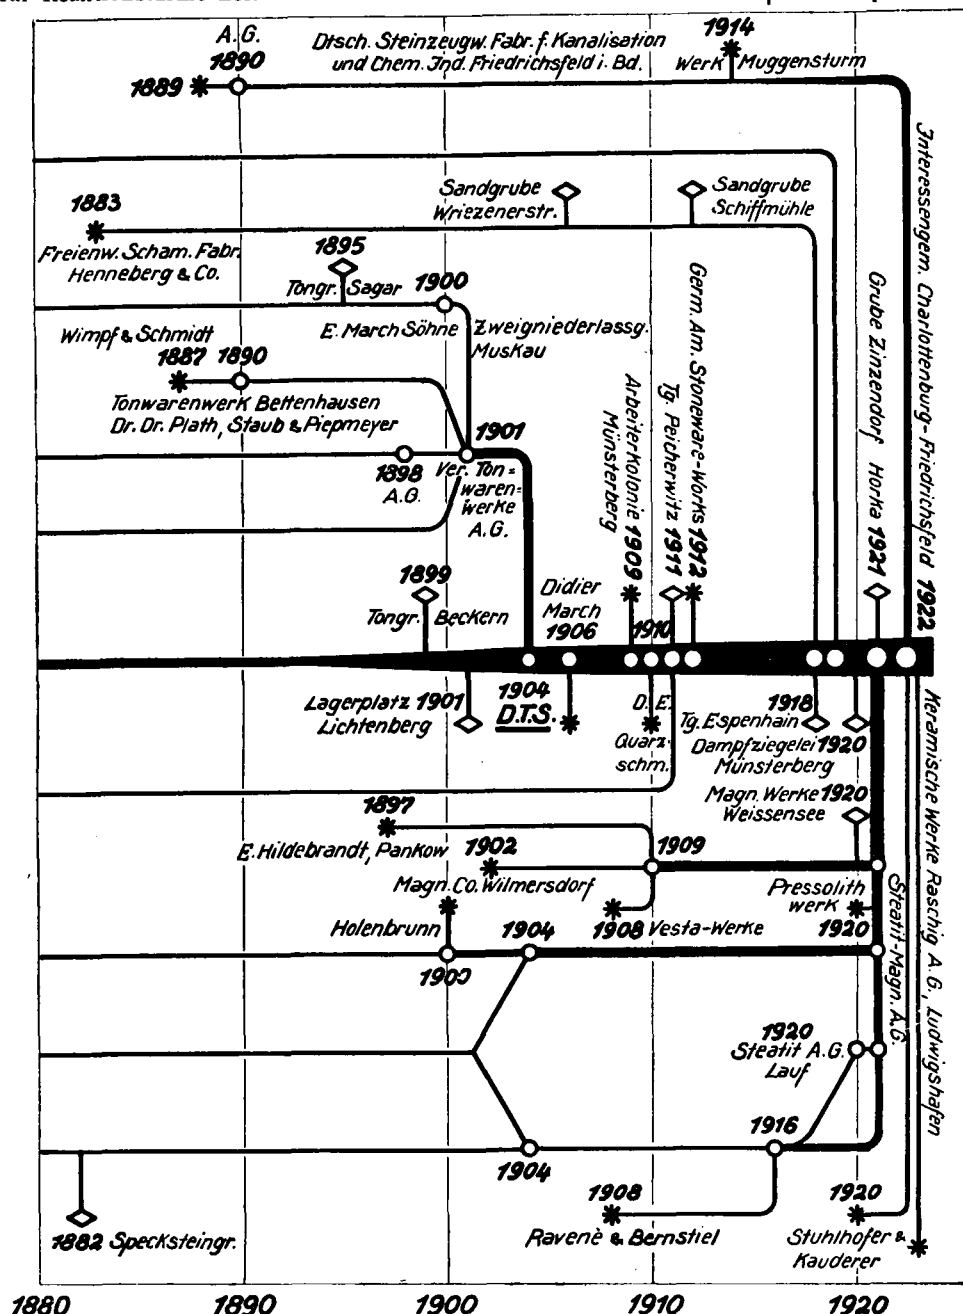 A.G.
1890
1889
Dtsch. Steinzeugw. Fabr. f. Kanalisation
und Chem. Ind. Friedrichsfeld i. Bd.
1914
Werk Muggensturm
1883
Freienw. Scham. Fabr.
Henneberg & Co.
Sandgrube
Wriezenerstr.
Sandgrube
Schiffmühle
1895
Tongr. Sagar
1900
E. March Söhne Zweigniederlassg.
Muskau
Wimpf & Schmidt
1887 1890
Tonwarenwerk Bettenhausen
Dr. Dr. Plath, Staub & Piepmeyer
1901
1898
A.G.
Ver. Ton=
waren=
werke
A.G.
1899
Tongr. Beckern
Didier
March
1906
Arbeiterkolonie 1909
Münsterberg
1910
Tg. Peicherwitz 1911
Germ. Am. Stoneware-Works 1912
Grube Zinzendorf Horka 1921
Interessengem. Charlottenburg-Friedrichsfeld 1922
Lagerplatz 1901
Lichtenberg
1904
D.T.S.
D.E.
Quarz-
schm.
1918
Tg. Espenhain
Dampfziegelei 1920
Münsterberg
Magn. Werke 1920
Weissensee
1897
E. Hildebrandt, Pankow
1902
Magn. Co. Wilmersdorf
1909
Pressolith
werk
1920
1908 Vesta-Werke
Holenbrunn
1900
1904
Steatit-Magn. A.G.
Keramische Werke Raschig A.G., Ludwigshafen
1920
Steatit A.G.
Lauf
1916
1904
1908
Ravenè & Bernstiel
1920
Stuhlhofer &
Kauderer
1882 Specksteingr.
1880 1890 1900 1910 1920